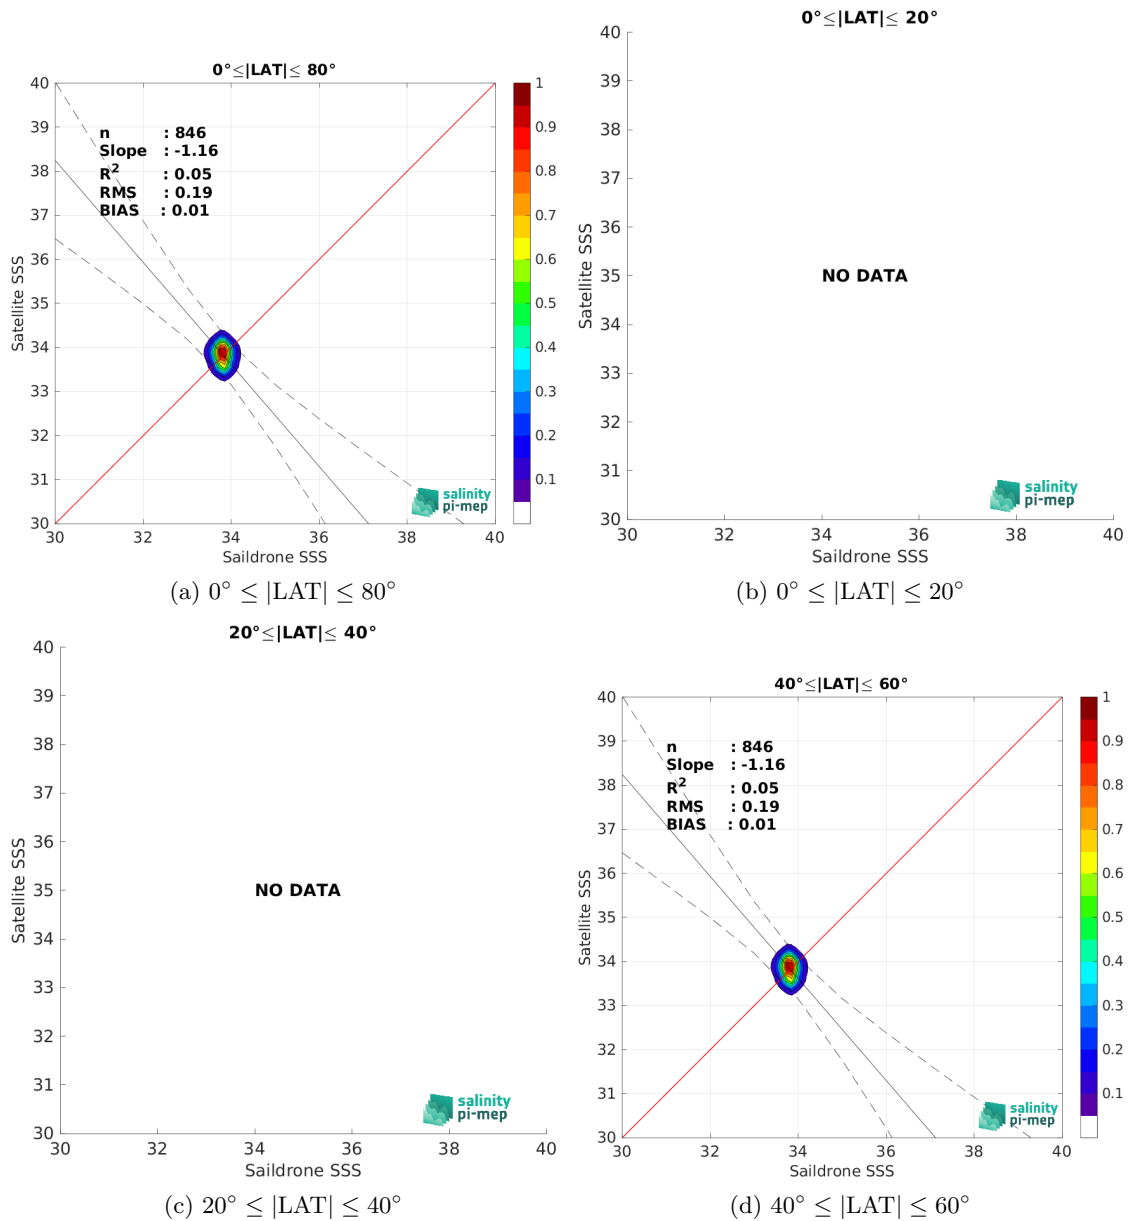 0°≤|LAT|≤ 80°
40
39
38
37
36
35
34
33
32
31
30
Satellite SSS
n : 846
Slope : -1.16
R2 : 0.05
RMS : 0.19
BIAS : 0.01
salinity
pi-mep
30 32 34 36 38 40
Saildrone SSS
1
0.9
0.8
0.7
0.6
0.5
0.4
0.3
0.2
0.1
(a) 0° ≤ |LAT| ≤ 80°
0°≤|LAT|≤ 20°
40
39
38
37
36
35
34
33
32
31
30
Satellite SSS
NO DATA
salinity
pi-mep
30 32 34 36 38 40
Saildrone SSS
(b) 0° ≤ |LAT| ≤ 20°
20°≤|LAT|≤ 40°
40
39
38
37
36
35
34
33
32
31
30
Satellite SSS
NO DATA
salinity
pi-mep
30 32 34 36 38 40
Saildrone SSS
(c) 20° ≤ |LAT| ≤ 40°
40°≤|LAT|≤ 60°
40
39
38
37
36
35
34
33
32
31
30
Satellite SSS
n : 846
Slope : -1.16
R2 : 0.05
RMS : 0.19
BIAS : 0.01
salinity
pi-mep
30 32 34 36 38 40
Saildrone SSS
1
0.9
0.8
0.7
0.6
0.5
0.4
0.3
0.2
0.1
(d) 40° ≤ |LAT| ≤ 60°